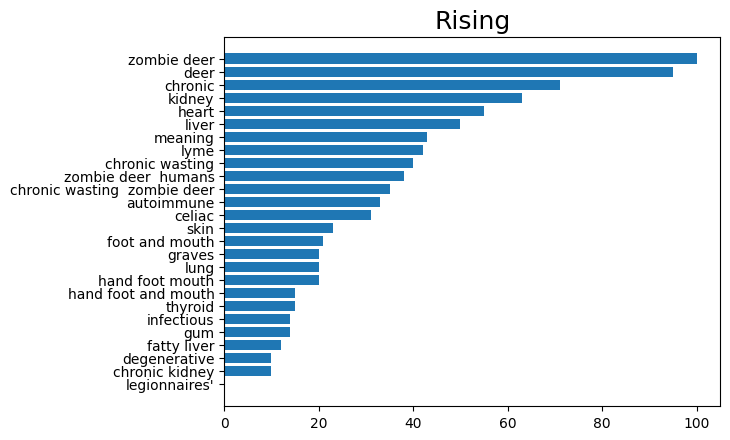 Rising
zombie deer
deer
chronic
kidney
heart
liver
meaning
lyme
chronic wasting
zombie deer  humans
chronic wasting  zombie deer
autoimmune
celiac
skin
foot and mouth
graves
lung
hand foot mouth
hand foot and mouth
thyroid
infectious
gum
fatty liver
degenerative
chronic kidney
legionnaires'
0 20 40 60 80 100